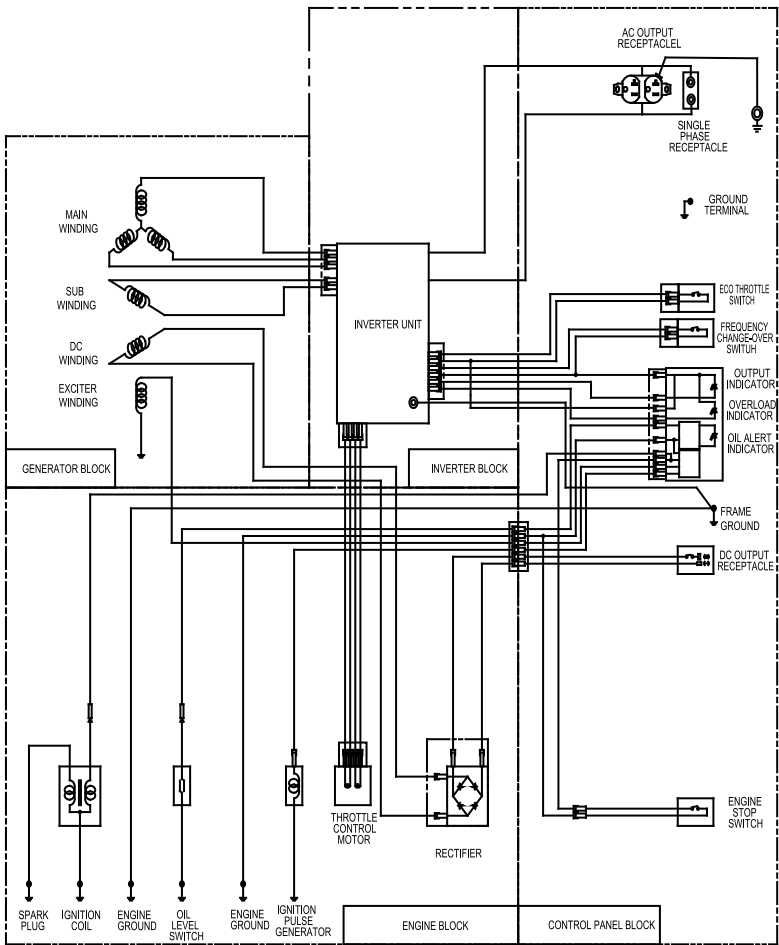 AC OUTPUT
RECEPTACLEL
SINGLE
PHASE
RECEPTACLE
GROUND
TERMINAL
MAIN
WINDING
SUB
WINDING
DC
WINDING
EXCITER
WINDING
INVERTER UNIT
ECO THROTTLE
SWITCH
FREQUENCY
CHANGE-OVER
SWITUH
OUTPUT
INDICATOR
OVERLOAD
INDICATOR
OIL ALERT
INDICATOR
GENERATOR BLOCK
INVERTER BLOCK
FRAME
GROUND
DC OUTPUT
RECEPTACLE
THROTTLE
CONTROL
MOTOR
RECTIFIER
ENGINE
STOP
SWITCH
SPARK
PLUG
IGNITION
COIL
ENGINE
GROUND
OIL
LEVEL
SWITCH
ENGINE
GROUND
IGNITION
PULSE
GENERATOR
ENGINE BLOCK
CONTROL PANEL BLOCK